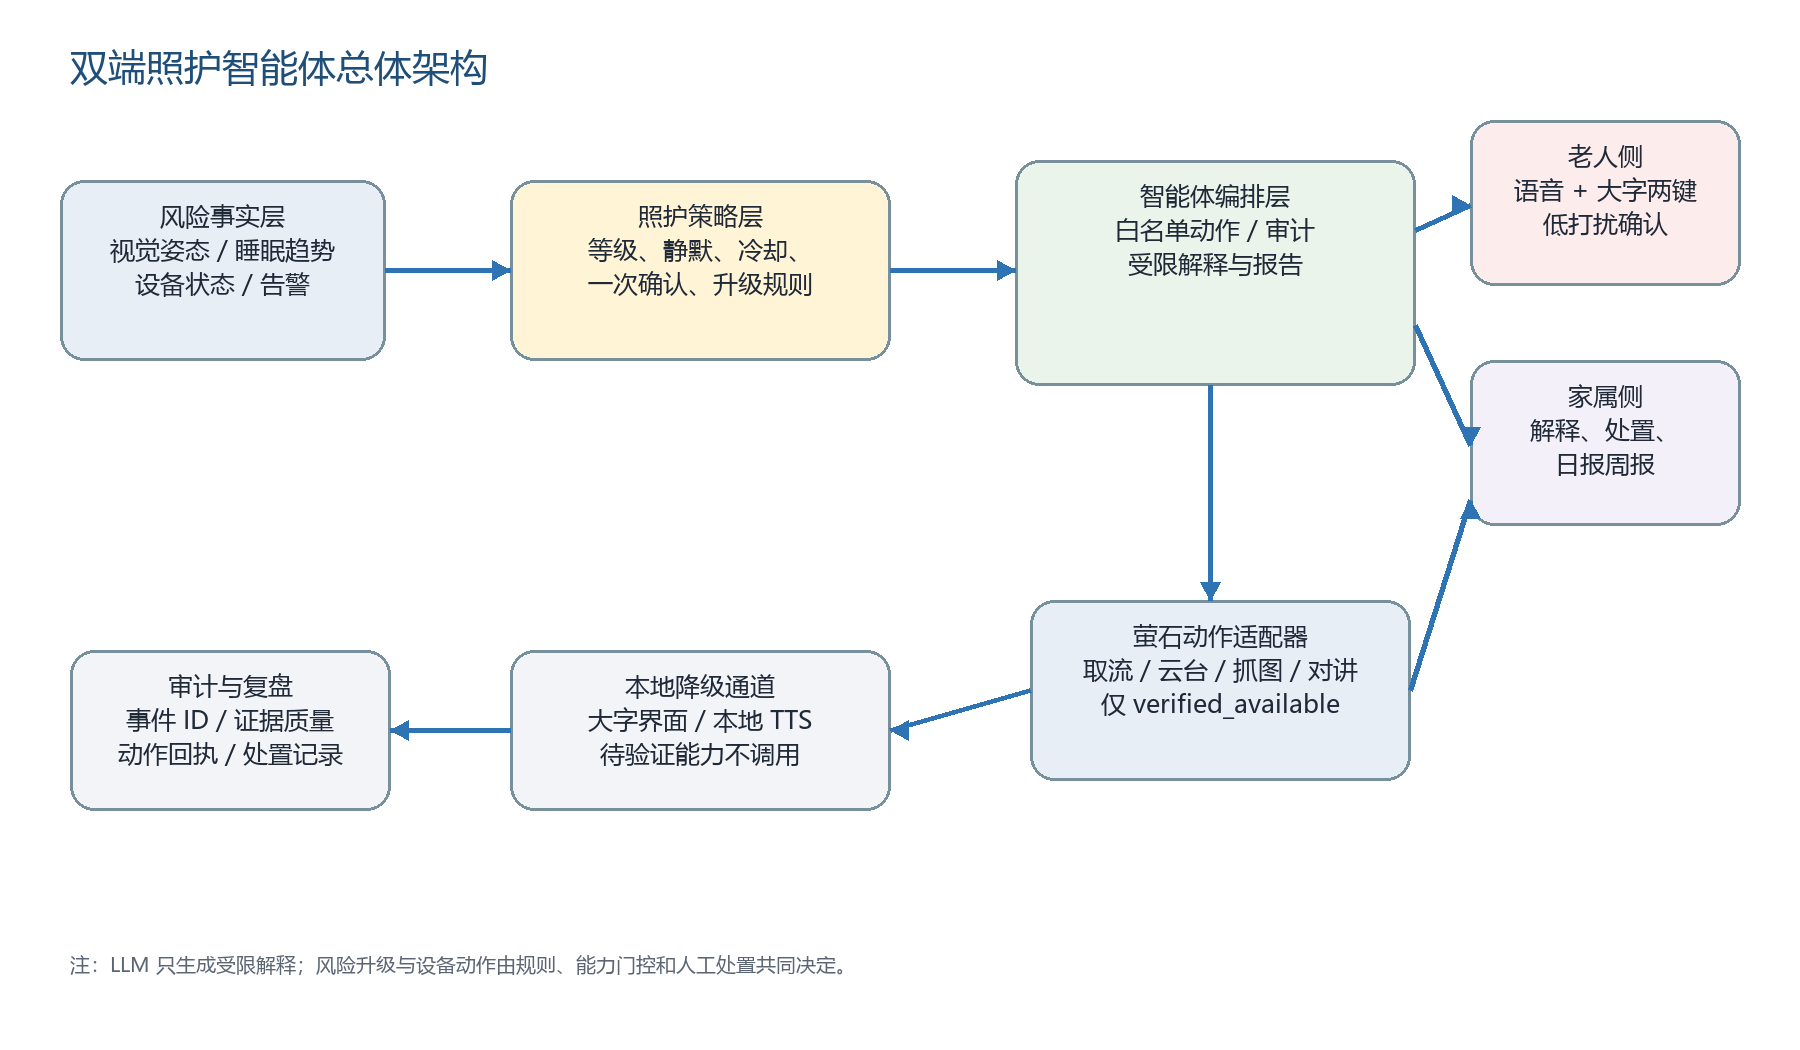 双端照护智能体总体架构
风险事实层
视觉姿态 / 睡眠趋势
设备状态 / 告警
照护策略层
等级、静默、冷却、
一次确认、升级规则
智能体编排层
白名单动作 / 审计
受限解释与报告
老人侧
语音 + 大字两键
低打扰确认
家属侧
解释、处置、
日报周报
审计与复盘
事件 ID / 证据质量
动作回执 / 处置记录
本地降级通道
大字界面 / 本地 TTS
待验证能力不调用
萤石动作适配器
取流 / 云台 / 抓图 / 对讲
仅 verified_available
注：LLM 只生成受限解释；风险升级与设备动作由规则、能力门控和人工处置共同决定。